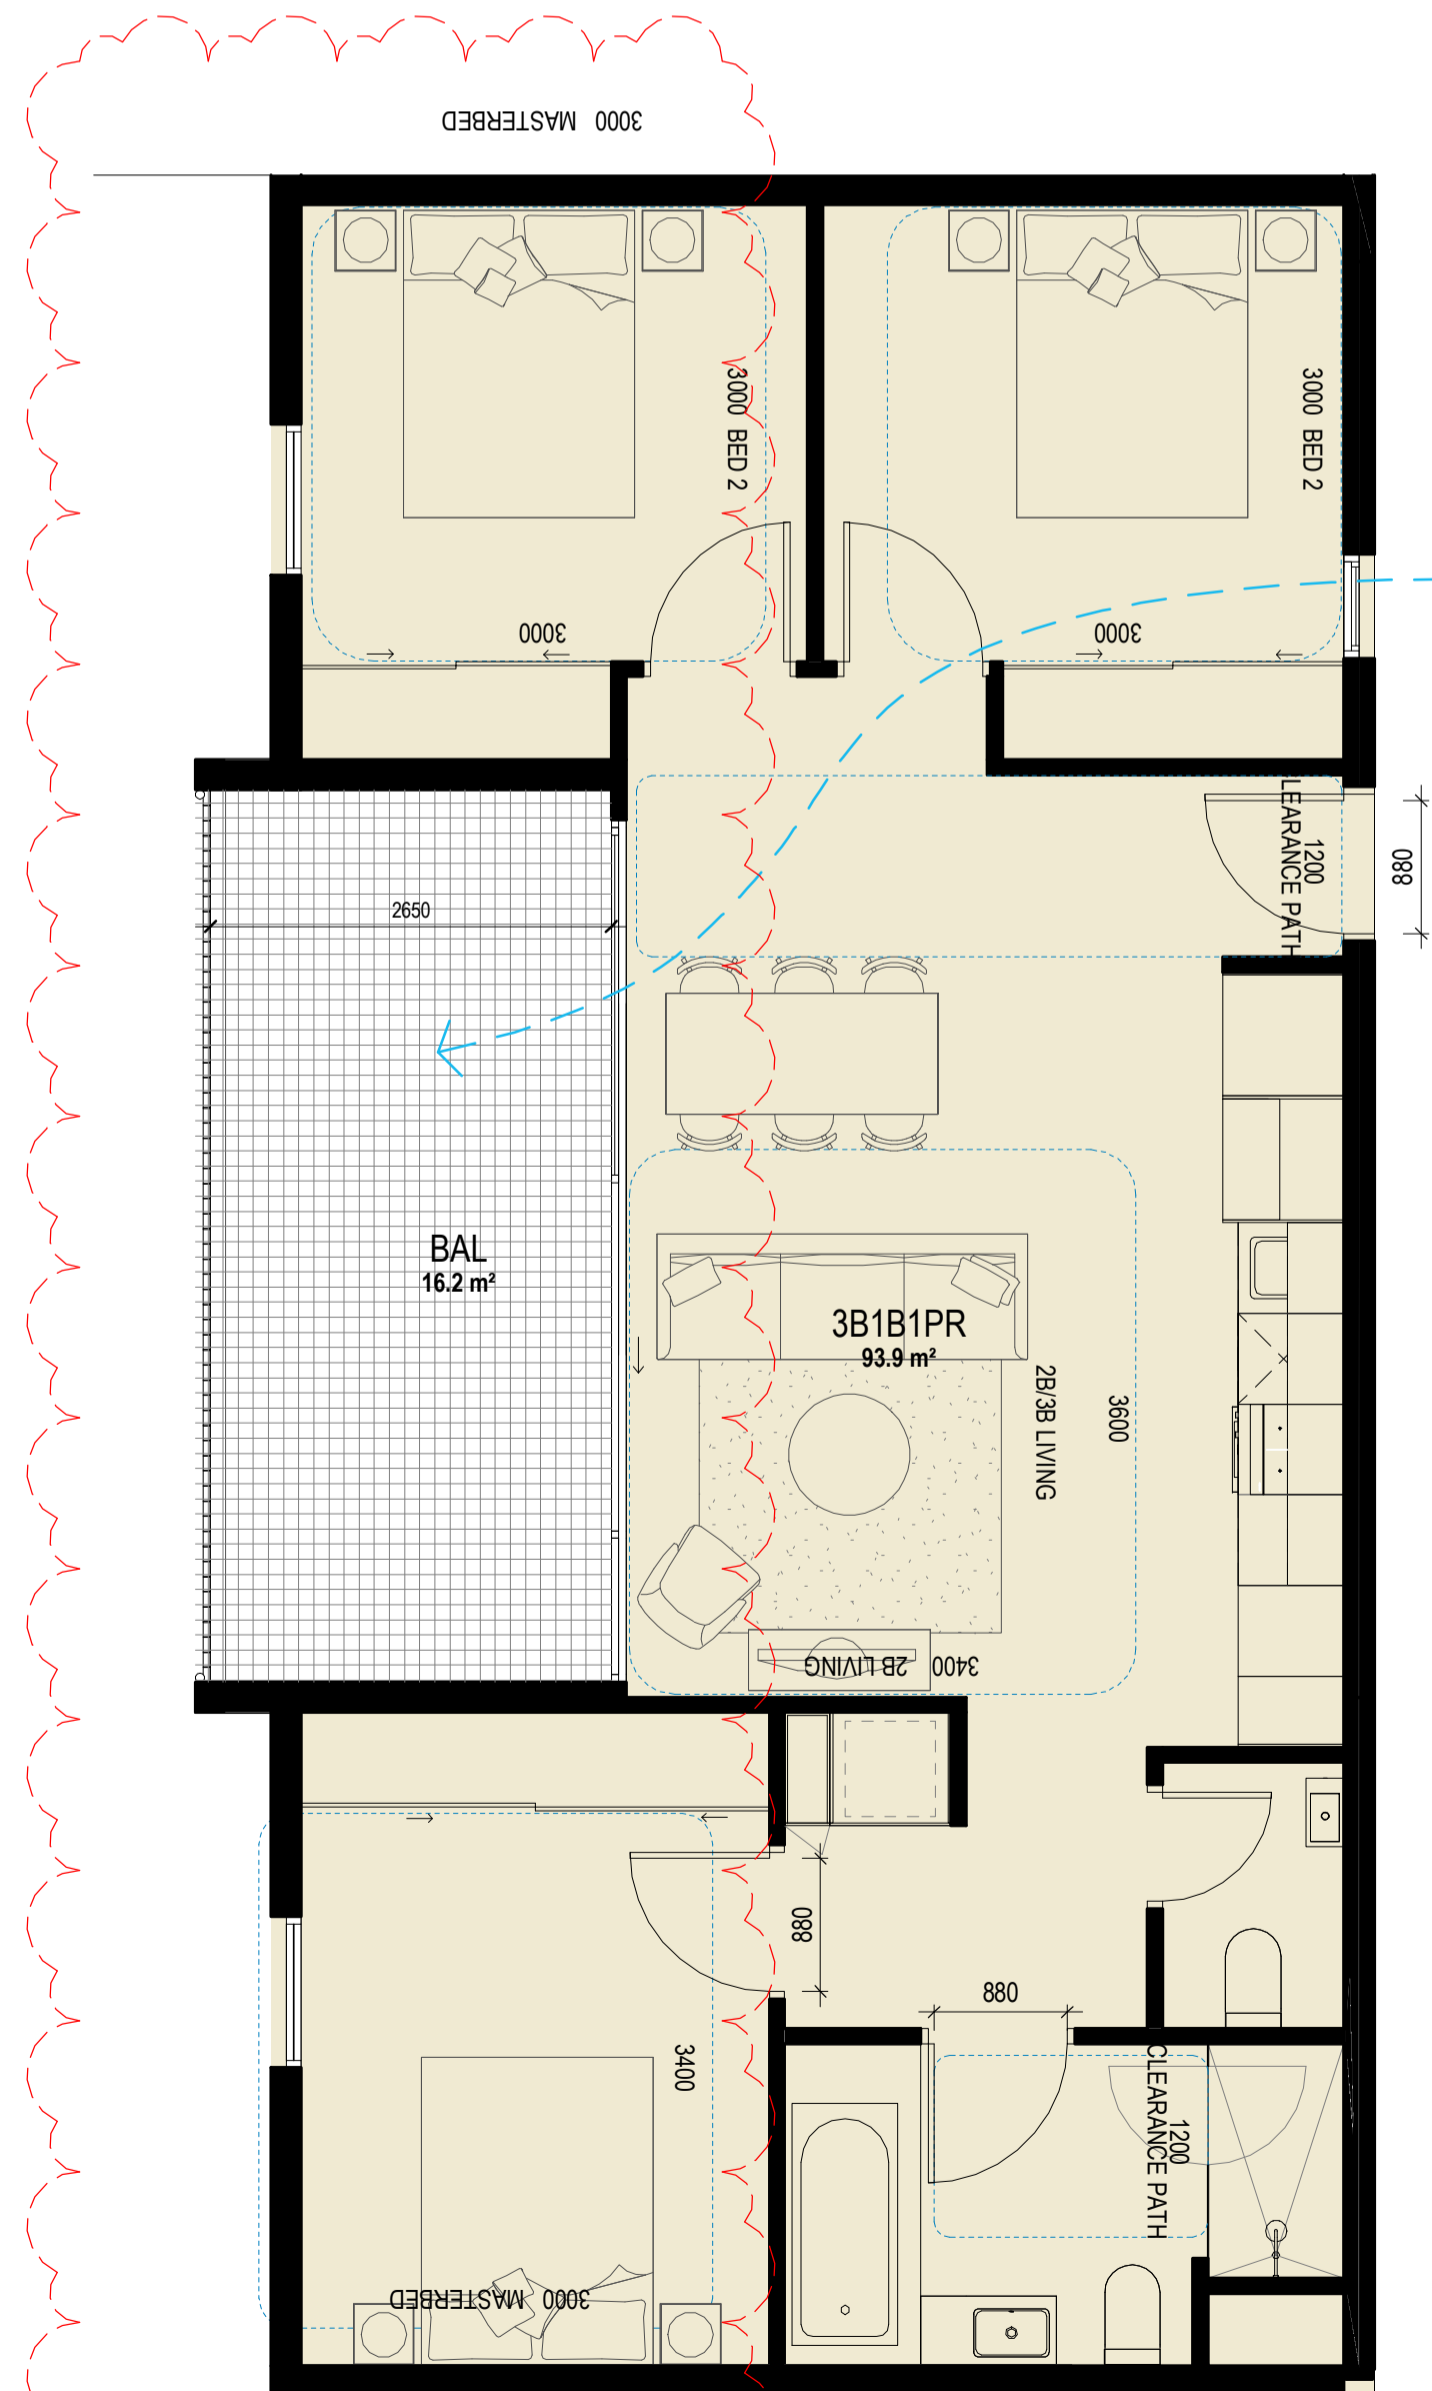 3000 MASTERBED
3000 BED 2
3000 BED 2
3000
3000
1200
LEARANCE PATH
880
2650
BAL
16.2 m²
3B1B1PR
93.9 m²
2B/3B LIVING
3600
3400 2B LIVING
880
880
3400
1200
CLEARANCE PATH
3000 MASTERBED